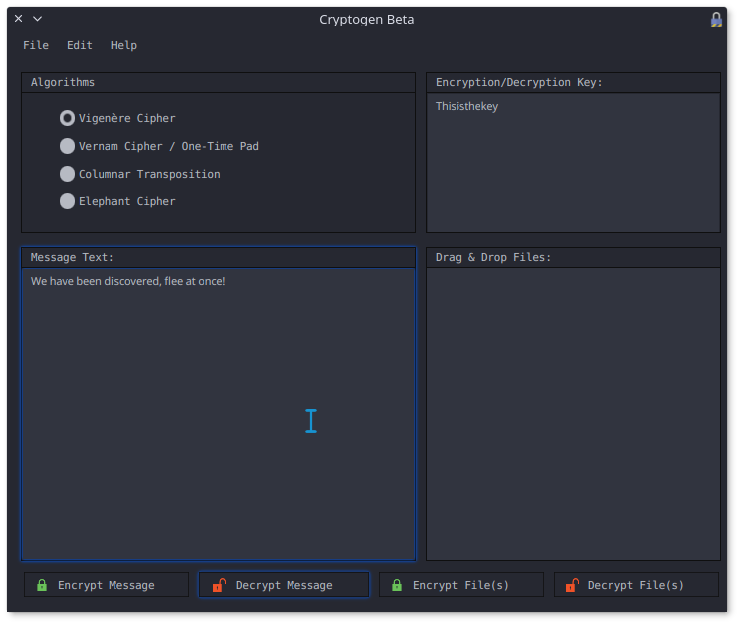 Cryptogen Beta
File Edit Help
Algorithms
Encryption/Decryption Key:
Thisisthekey
Vigenère Cipher
Vernam Cipher / One-Time Pad
Columnar Transposition
Elephant Cipher
Message Text:
We have been discovered, flee at once!
Drag & Drop Files:
Encrypt Message Decrypt Message Encrypt File(s) Decrypt File(s)